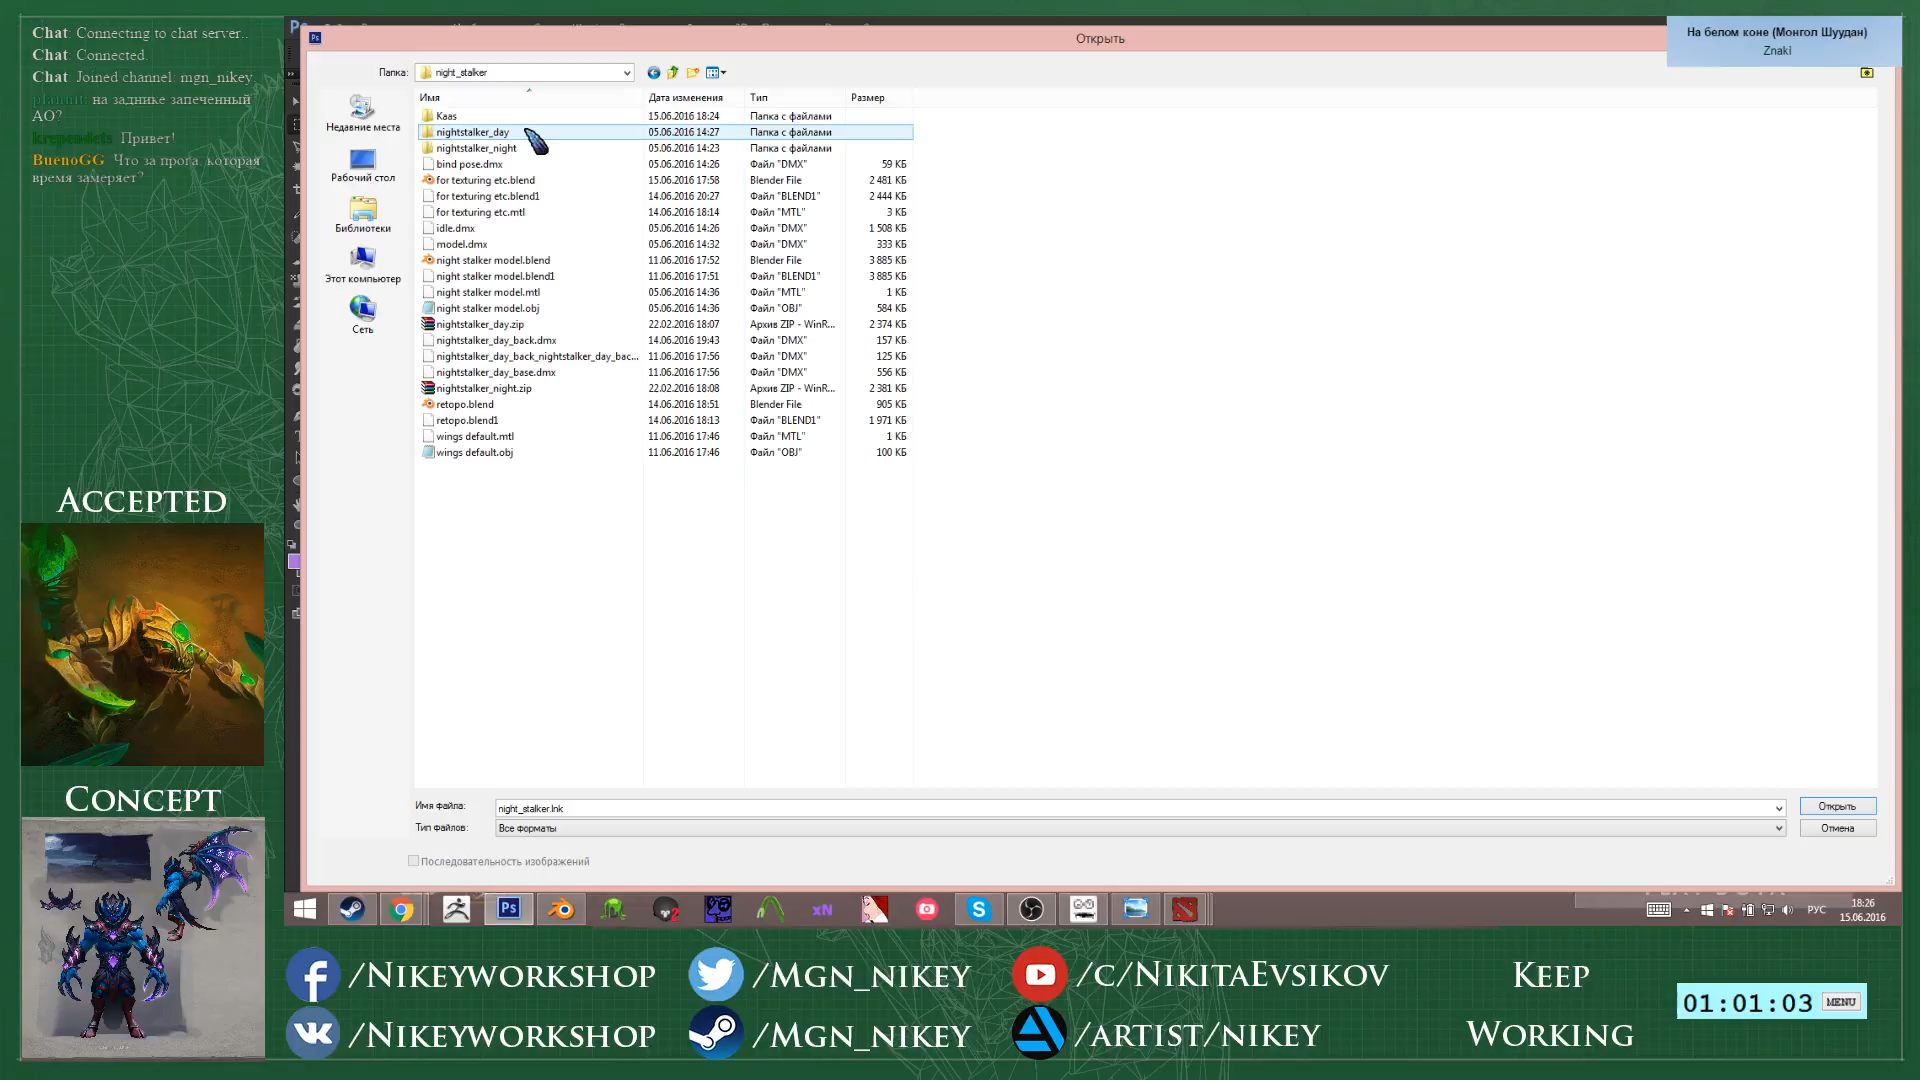 Chat: Connecting to chat server..
Chat: Connected.
Chat: Joined channel: mgn_nikey.
на заднике запеченный
АО?
krependets: Привет!
BuenoGG: Что за прога, которая
время замеряет?
Accepted
Concept
Открыть
На белом коне (Монгол Шуудан)
Znaki
Папка: night_stalker
Недавние места
Рабочий стол
Библиотеки
Этот компьютер
Сеть
Имя Дата изменения Тип Размер
Kaas 15.06.2016 18:24 Папка с файлами
nightstalker_day 05.06.2016 14:27 Папка с файлами
nightstalker_night 05.06.2016 14:23 Папка с файлами
bind pose.dmx 05.06.2016 14:26 Файл "DMX" 59 КБ
for texturing etc.blend 15.06.2016 17:58 Blender File 2 481 КБ
for texturing etc.blend1 14.06.2016 20:27 Файл "BLEND1" 2 444 КБ
for texturing etc.mtl 14.06.2016 18:14 Файл "MTL" 3 КБ
idle.dmx 05.06.2016 14:26 Файл "DMX" 1 508 КБ
model.dmx 05.06.2016 14:32 Файл "DMX" 333 КБ
night stalker model.blend 11.06.2016 17:52 Blender File 3 885 КБ
night stalker model.blend1 11.06.2016 17:51 Файл "BLEND1" 3 885 КБ
night stalker model.mtl 05.06.2016 14:36 Файл "MTL" 1 КБ
night stalker model.obj 05.06.2016 14:36 Файл "OBJ" 584 КБ
nightstalker_day.zip 22.02.2016 18:07 Архив ZIP - WinR... 2 374 КБ
nightstalker_day_back.dmx 14.06.2016 19:43 Файл "DMX" 157 КБ
nightstalker_day_back_nightstalker_day_bac... 11.06.2016 17:56 Файл "DMX" 125 КБ
nightstalker_day_base.dmx 11.06.2016 17:56 Файл "DMX" 556 КБ
nightstalker_night.zip 22.02.2016 18:08 Архив ZIP - WinR... 2 381 КБ
retopo.blend 14.06.2016 18:51 Blender File 905 КБ
retopo.blend1 14.06.2016 18:13 Файл "BLEND1" 1 971 КБ
wings default.mtl 11.06.2016 17:46 Файл "MTL" 1 КБ
wings default.obj 11.06.2016 17:46 Файл "OBJ" 100 КБ
Имя файла: night_stalker.lnk Открыть
Тип файлов: Все форматы Отмена
Последовательность изображений
РУС 18:26
15.06.2016
/Nikeyworkshop /Mgn_nikey /c/NikitaEvsikov Keep
/Nikeyworkshop /Mgn_nikey /artist/nikey Working
01:01:03 MENU